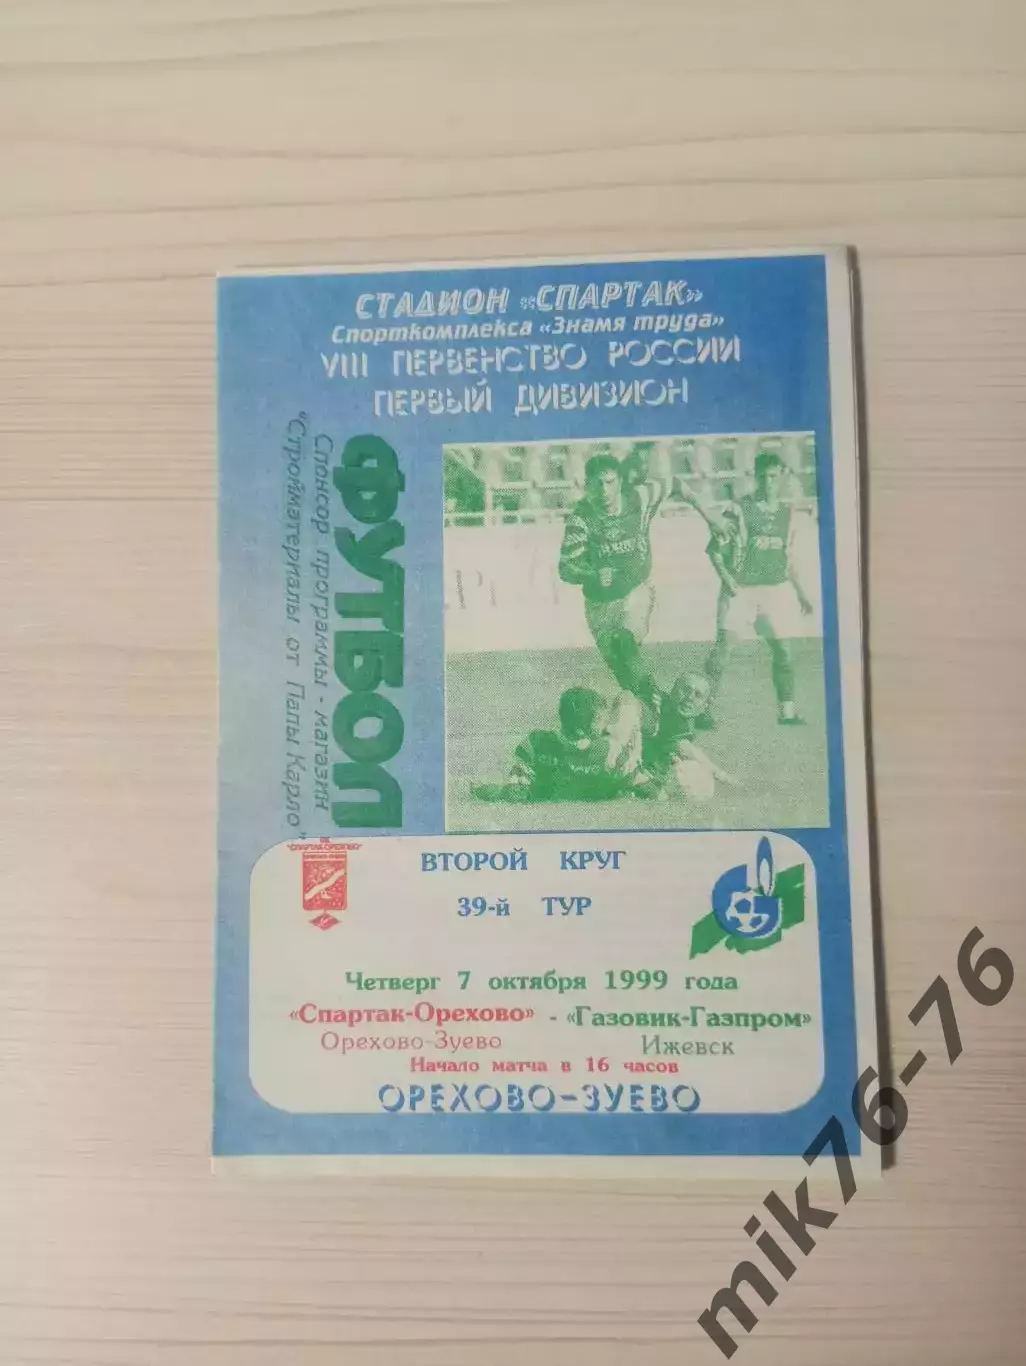 СТАДИОН «СПАРТАК»
Спорткомплекса «Знамя труда»
VIII ПЕРВЕНСТВО РОССИИ
ПЕРВЫЙ ДИВИЗИОН
ФУТБОЛ
Спонсор программы - магазин
"Стройматериалы от Папы Карло"
"СПАРТАК-ОРЕХОВО"
ВТОРОЙ КРУГ
39-й ТУР
Четверг 7 октября 1999 года
«Спартак-Орехово» - «Газовик-Газпром»
Орехово-Зуево Ижевск
Начало матча в 16 часов
ОРЕХОВО-ЗУЕВО
mik76-76